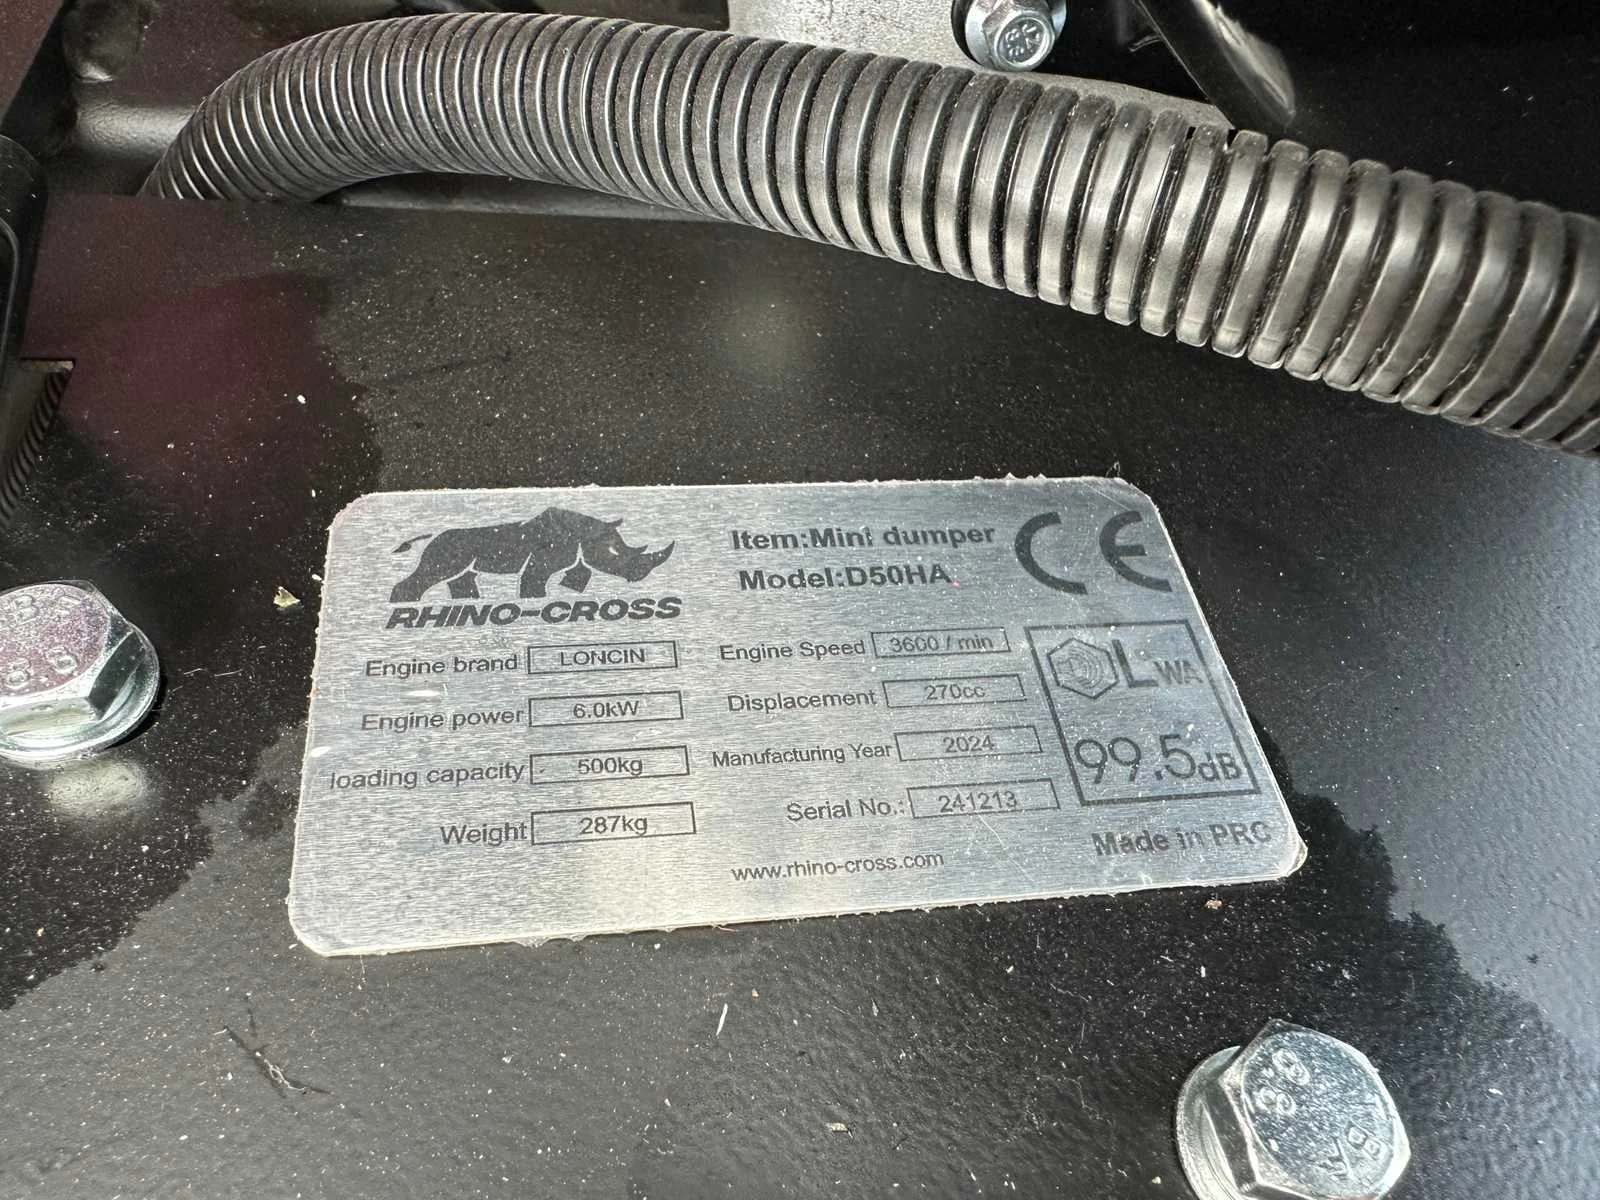 RHINO-CROSS
Item:Mini dumper
Model:D50HA
CE
Engine brand LONCIN
Engine power 6.0kW
loading capacity 500kg
Weight 287kg
Engine Speed 3600 / min
Displacement 270cc
Manufacturing Year 2024
Serial No.: 241213
www.rhino-cross.com
LWA
99.5dB
Made in PRC
8.8